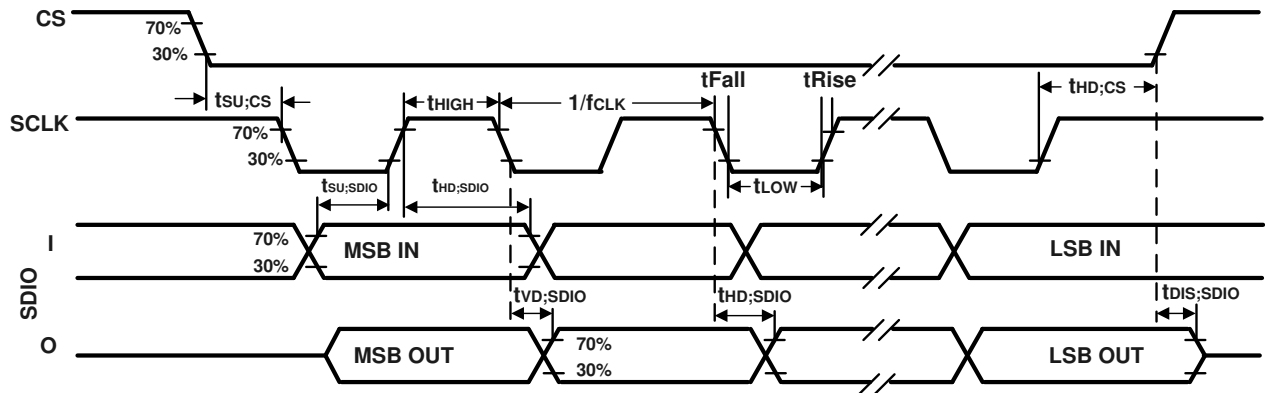 CS
70%
30%
tFall tRise
tSU;CS tHIGH 1/fCLK tHD;CS
SCLK
70%
30%
tLOW
tSU;SDIO tHD;SDIO
SDIO
I
70%
30%
MSB IN LSB IN
tVD;SDIO tHD;SDIO tDIS;SDIO
O
MSB OUT LSB OUT
70%
30%